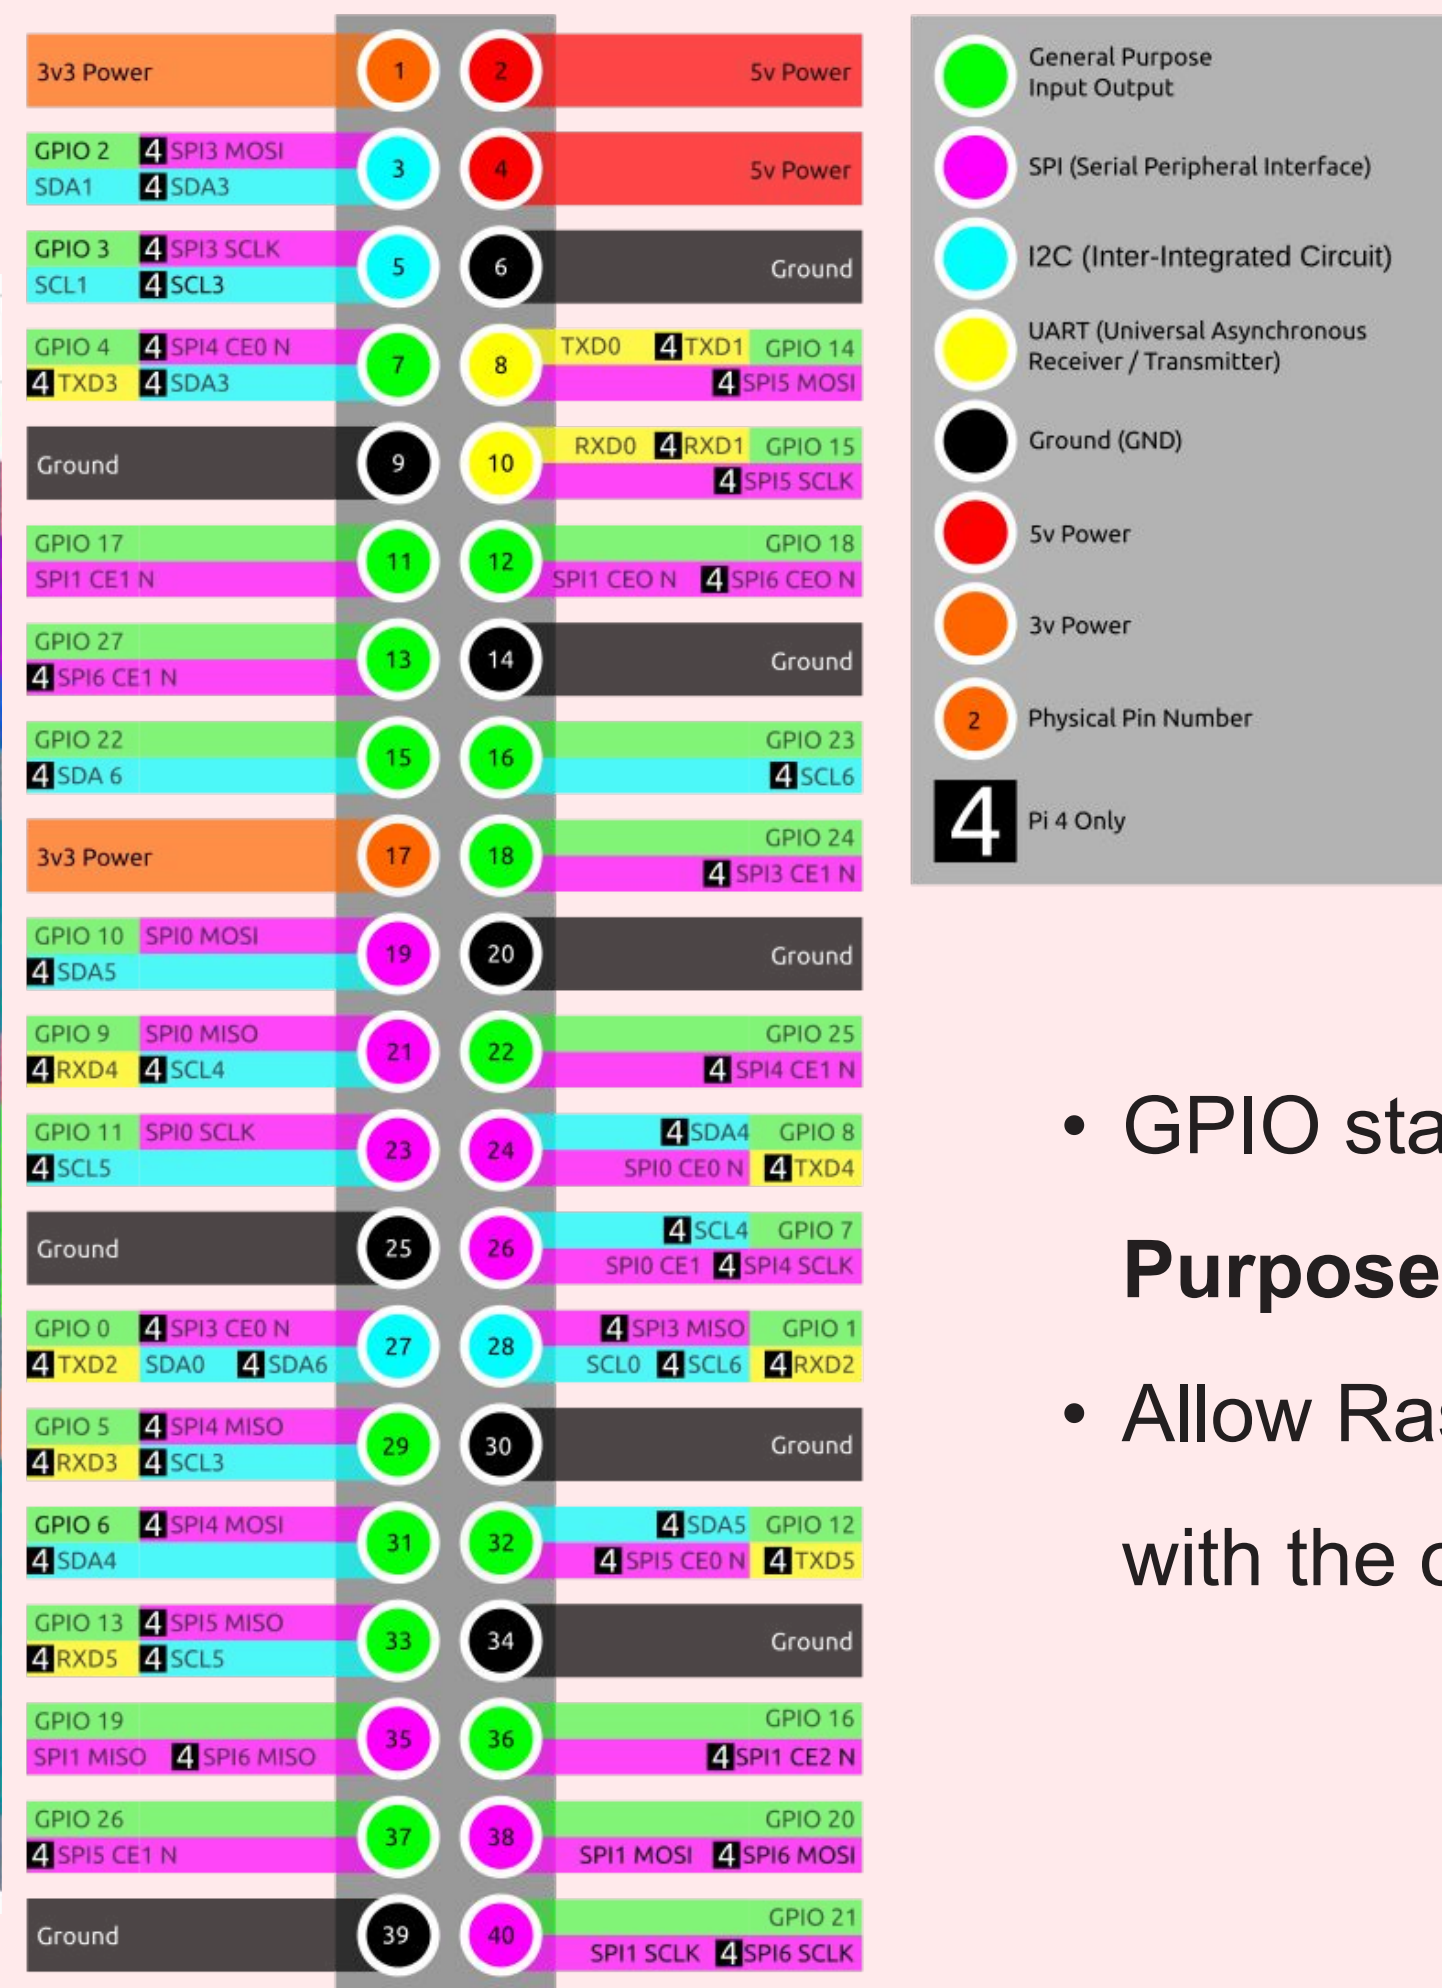 3v3 Power 1 2 5v Power
GPIO 2 4 SPI3 MOSI 3 4 5v Power
SDA1 4 SDA3
GPIO 3 4 SPI3 SCLK 5 6 Ground
SCL1 4 SCL3
GPIO 4 4 SPI4 CE0 N 7 8 TXD0 4 TXD1 GPIO 14
4 TXD3 4 SDA3 4 SPI5 MOSI
Ground 9 10 RXD0 4 RXD1 GPIO 15
4 SPI5 SCLK
GPIO 17 11 12 GPIO 18
SPI1 CE1 N SPI1 CEO N 4 SPI6 CEO N
GPIO 27 13 14 Ground
4 SPI6 CE1 N
GPIO 22 15 16 GPIO 23
4 SDA 6 4 SCL6
3v3 Power 17 18 GPIO 24
4 SPI3 CE1 N
GPIO 10 SPI0 MOSI 19 20 Ground
4 SDA5
GPIO 9 SPI0 MISO 21 22 GPIO 25
4 RXD4 4 SCL4 4 SPI4 CE1 N
GPIO 11 SPI0 SCLK 23 24 4 SDA4 GPIO 8
4 SCL5 SPI0 CE0 N 4 TXD4
Ground 25 26 4 SCL4 GPIO 7
SPI0 CE1 4 SPI4 SCLK
GPIO 0 4 SPI3 CE0 N 27 28 4 SPI3 MISO GPIO 1
4 TXD2 SDA0 4 SDA6 SCL0 4 SCL6 4 RXD2
GPIO 5 4 SPI4 MISO 29 30 Ground
4 RXD3 4 SCL3
GPIO 6 4 SPI4 MOSI 31 32 4 SDA5 GPIO 12
4 SDA4 4 SPI5 CE0 N 4 TXD5
GPIO 13 4 SPI5 MISO 33 34 Ground
4 RXD5 4 SCL5
GPIO 19 35 36 GPIO 16
SPI1 MISO 4 SPI6 MISO 4 SPI1 CE2 N
GPIO 26 37 38 GPIO 20
4 SPI5 CE1 N SPI1 MOSI 4 SPI6 MOSI
Ground 39 40 GPIO 21
SPI1 SCLK 4 SPI6 SCLK
General Purpose
Input Output
SPI (Serial Peripheral Interface)
I2C (Inter-Integrated Circuit)
UART (Universal Asynchronous
Receiver / Transmitter)
Ground (GND)
5v Power
3v Power
2 Physical Pin Number
4 Pi 4 Only
• GPIO
Purpose
• Allow
with the